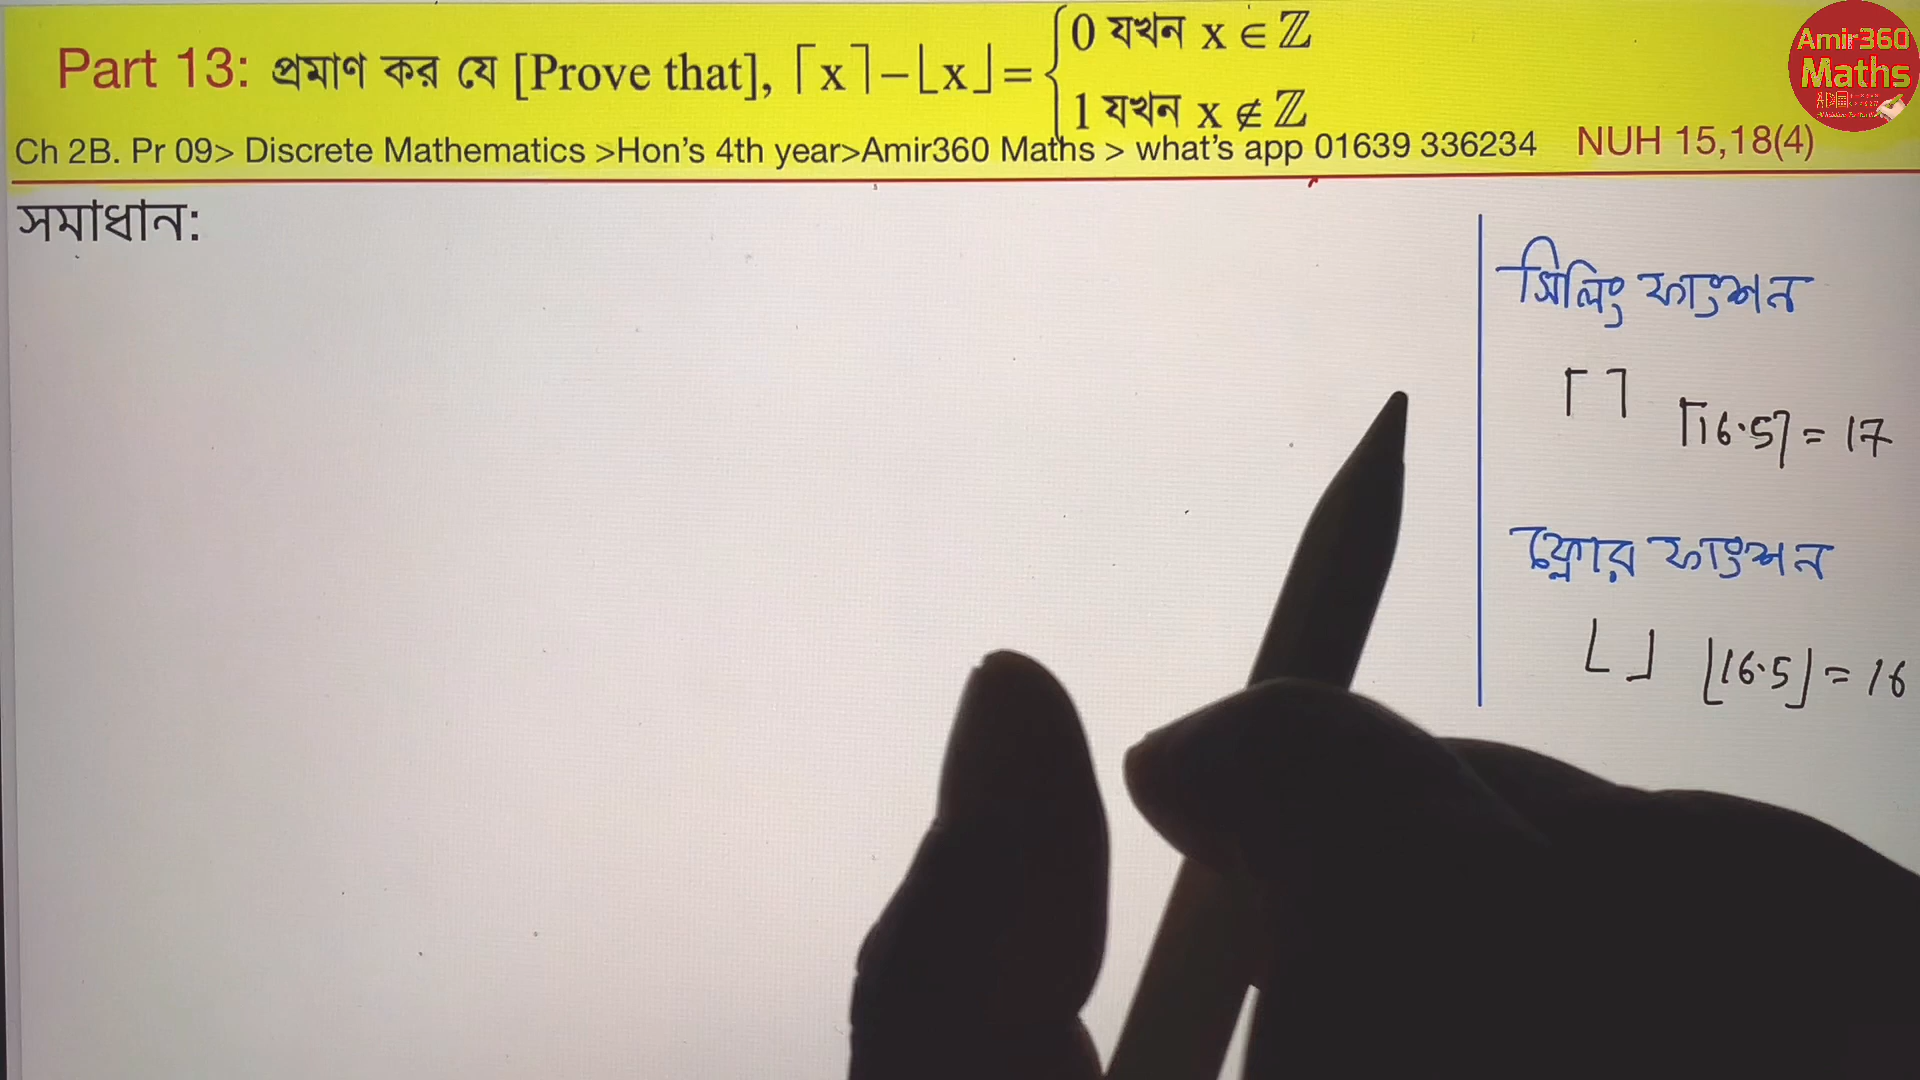 Part 13: প্রমাণ কর যে [Prove that], ⌈x⌉ – ⌊x⌋ = { 0 যখন x ∈ ℤ
1 যখন x ∉ ℤ
Ch 2B. Pr 09> Discrete Mathematics >Hon's 4th year>Amir360 Maths > what's app 01639 336234 NUH 15,18(4)
Amir360
Maths
সমাধান:
সিলিং ফাংশন
⌈ ⌉ ⌈16.5⌉ = 17
ফ্লোর ফাংশন
⌊ ⌋ ⌊16.5⌋ = 16